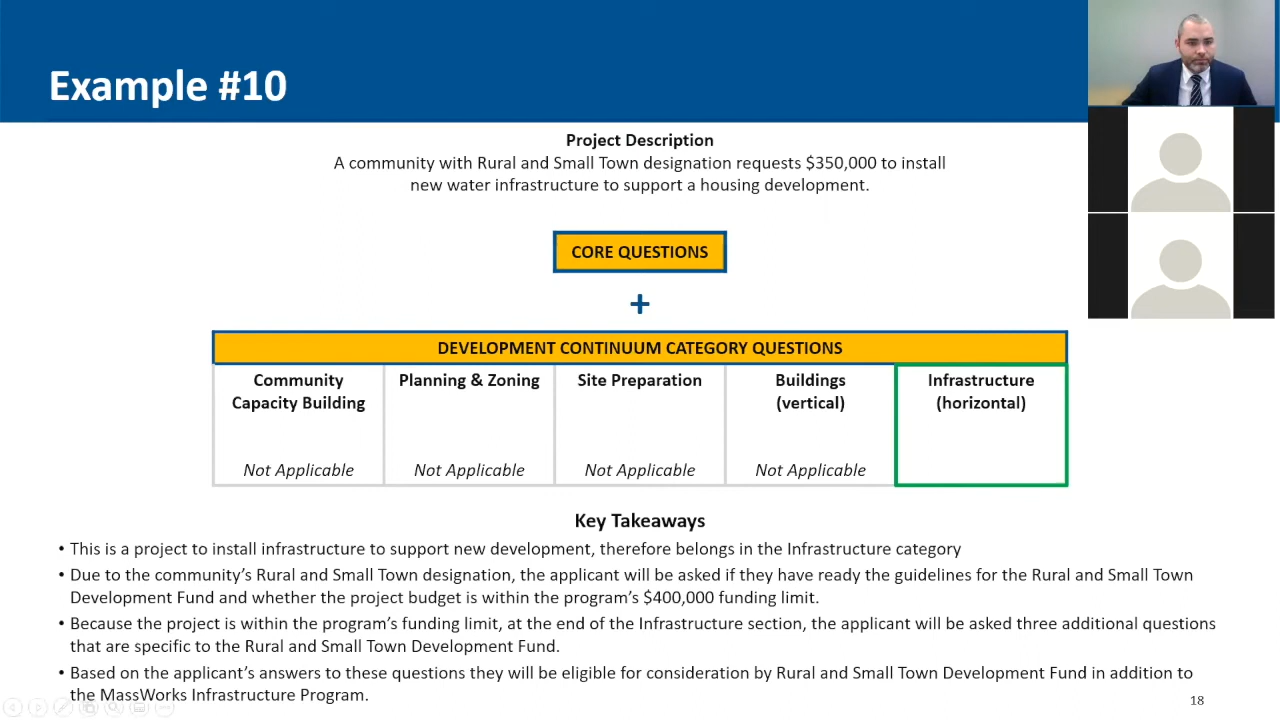 Example #10
Project Description
A community with Rural and Small Town designation requests $350,000 to install
new water infrastructure to support a housing development.
CORE QUESTIONS
+
DEVELOPMENT CONTINUUM CATEGORY QUESTIONS
Community
Capacity Building
Not Applicable
Planning & Zoning
Not Applicable
Site Preparation
Not Applicable
Buildings
(vertical)
Not Applicable
Infrastructure
(horizontal)
Key Takeaways
• This is a project to install infrastructure to support new development, therefore belongs in the Infrastructure category
• Due to the community’s Rural and Small Town designation, the applicant will be asked if they have ready the guidelines for the Rural and Small Town
Development Fund and whether the project budget is within the program’s $400,000 funding limit.
• Because the project is within the program’s funding limit, at the end of the Infrastructure section, the applicant will be asked three additional questions
that are specific to the Rural and Small Town Development Fund.
• Based on the applicant’s answers to these questions they will be eligible for consideration by Rural and Small Town Development Fund in addition to
the MassWorks Infrastructure Program.
18